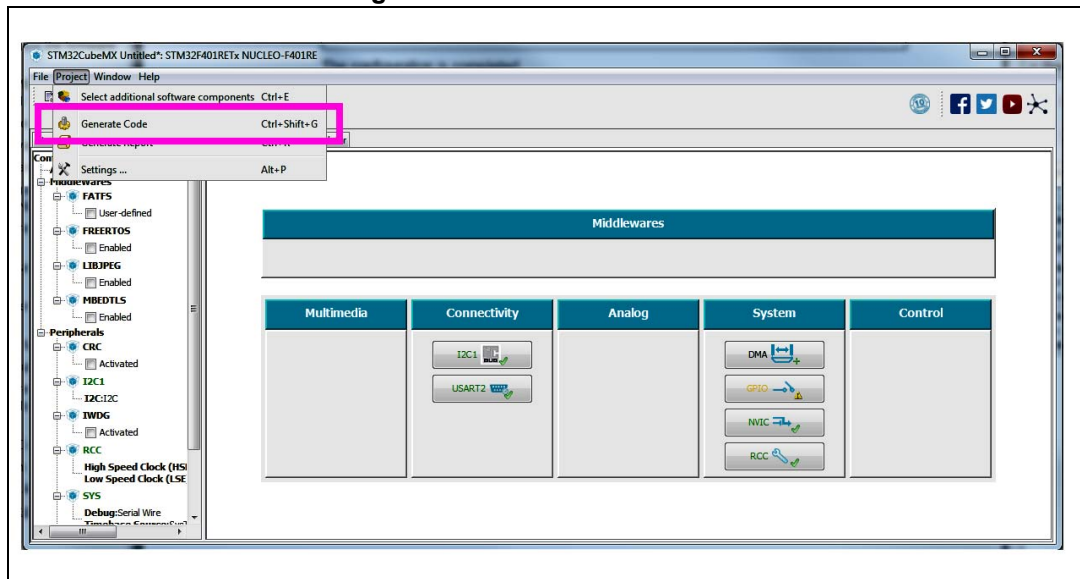 STM32CubeMX Untitled*: STM32F401RETx NUCLEO-F401RE
File Project Window Help
Select additional software components Ctrl+E
Generate Code Ctrl+Shift+G
Generate Report
Settings ... Alt+P
Middlewares
FATFS
User-defined
FREERTOS
Enabled
LIBJPEG
Enabled
MBEDTLS
Enabled
Peripherals
CRC
Activated
I2C1
I2C:I2C
IWDG
Activated
RCC
High Speed Clock (HSE
Low Speed Clock (LSE
SYS
Debug:Serial Wire
Middlewares
Multimedia Connectivity Analog System Control
I2C1
USART2
DMA
GPIO
NVIC
RCC